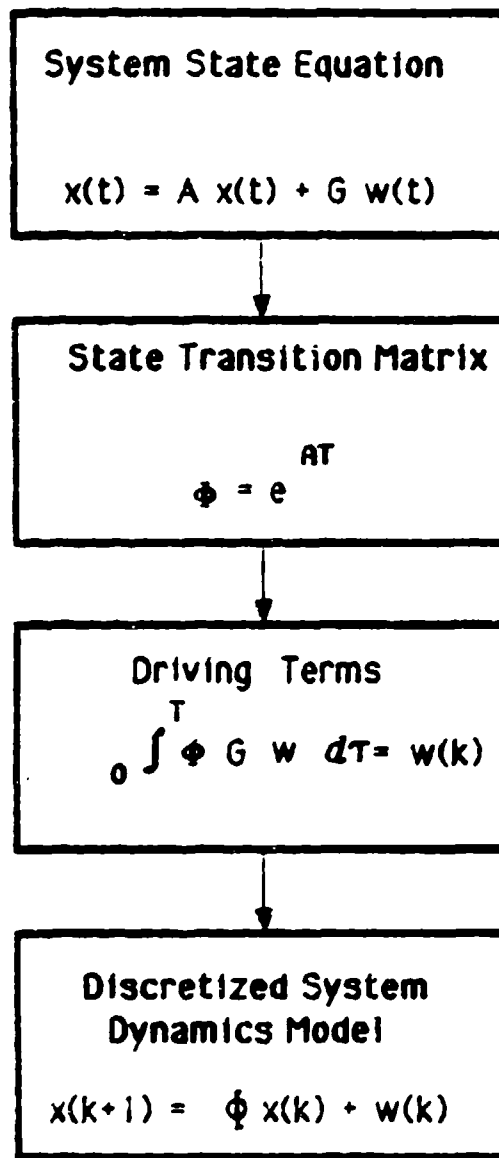 System State Equation
x(t) = A x(t) + G w(t)
State Transition Matrix
Φ = e^AT
Driving Terms
0 ∫ T Φ G w dτ = w(k)
Discretized System
Dynamics Model
x(k+1) = Φ x(k) + w(k)